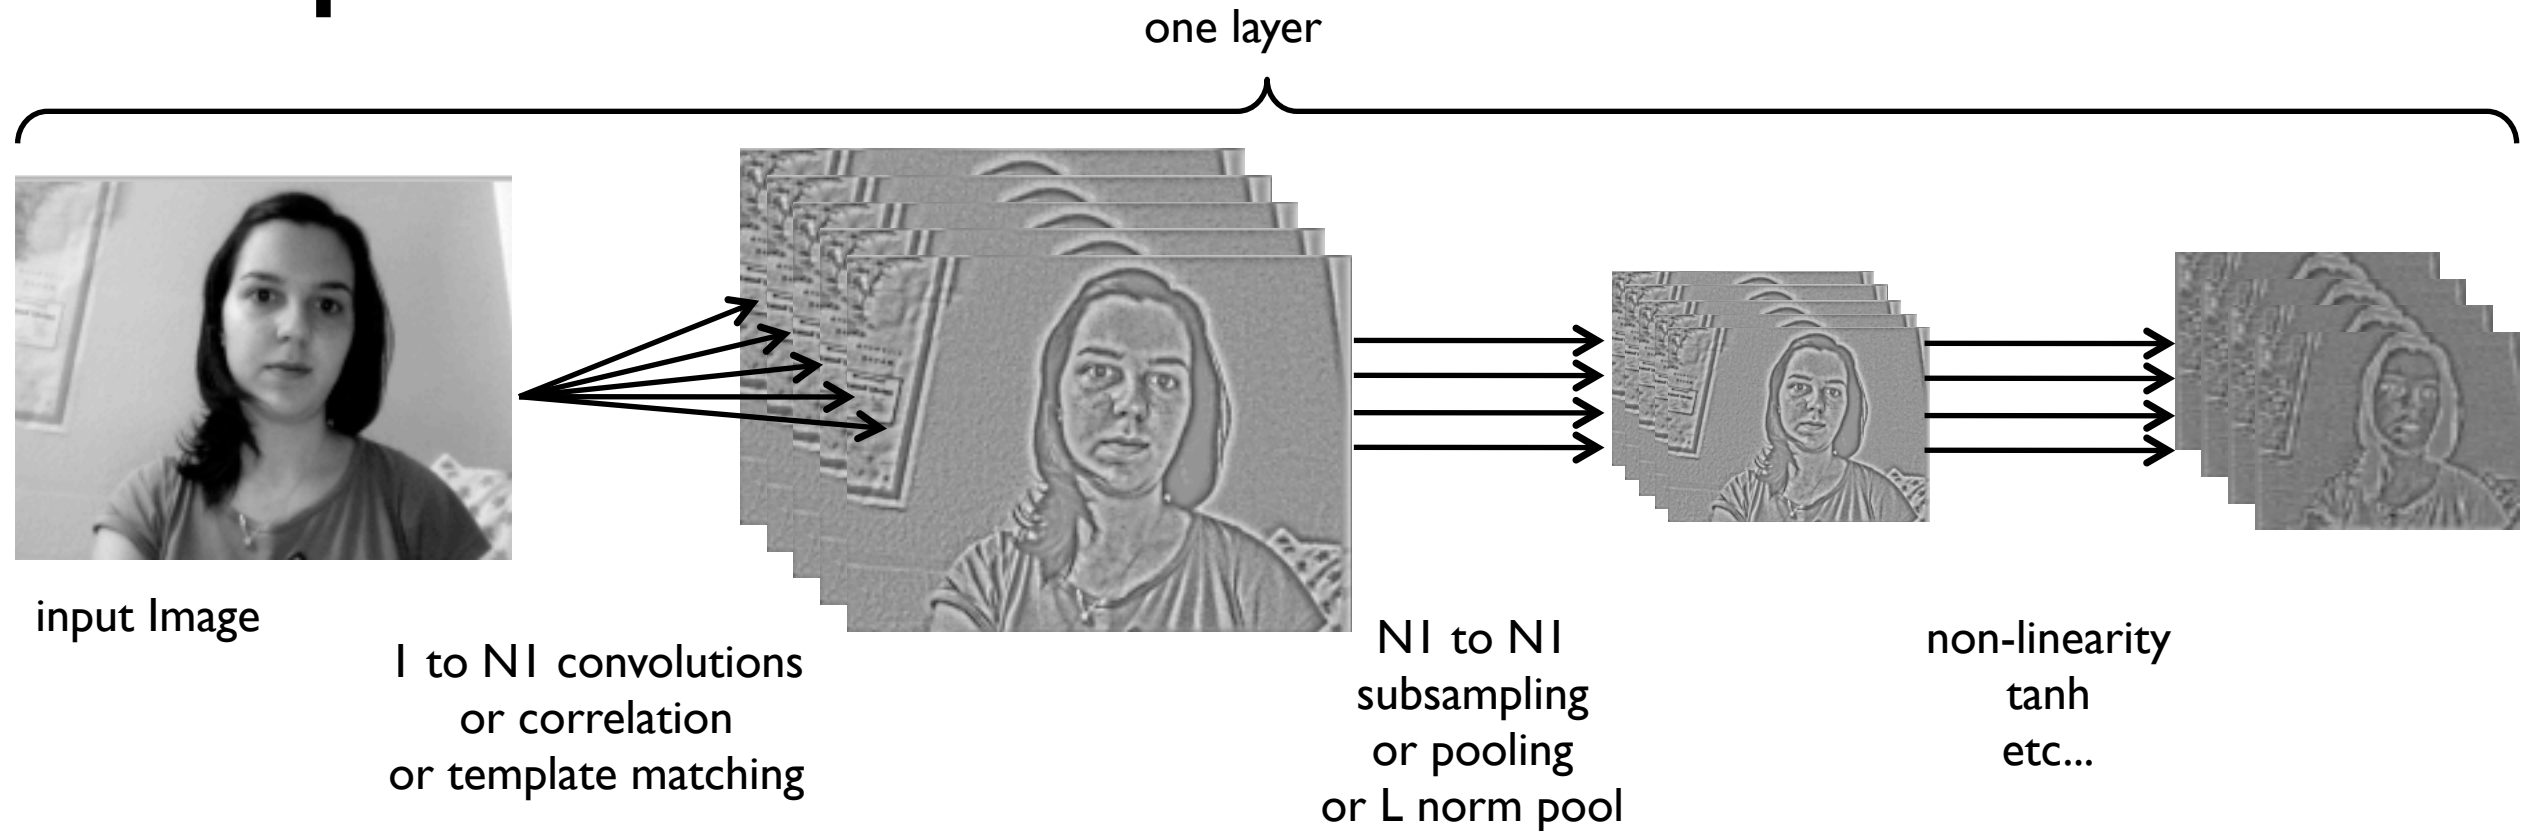 one layer
input Image
1 to N1 convolutions
or correlation
or template matching
N1 to N1
subsampling
or pooling
or L norm pool
non-linearity
tanh
etc...